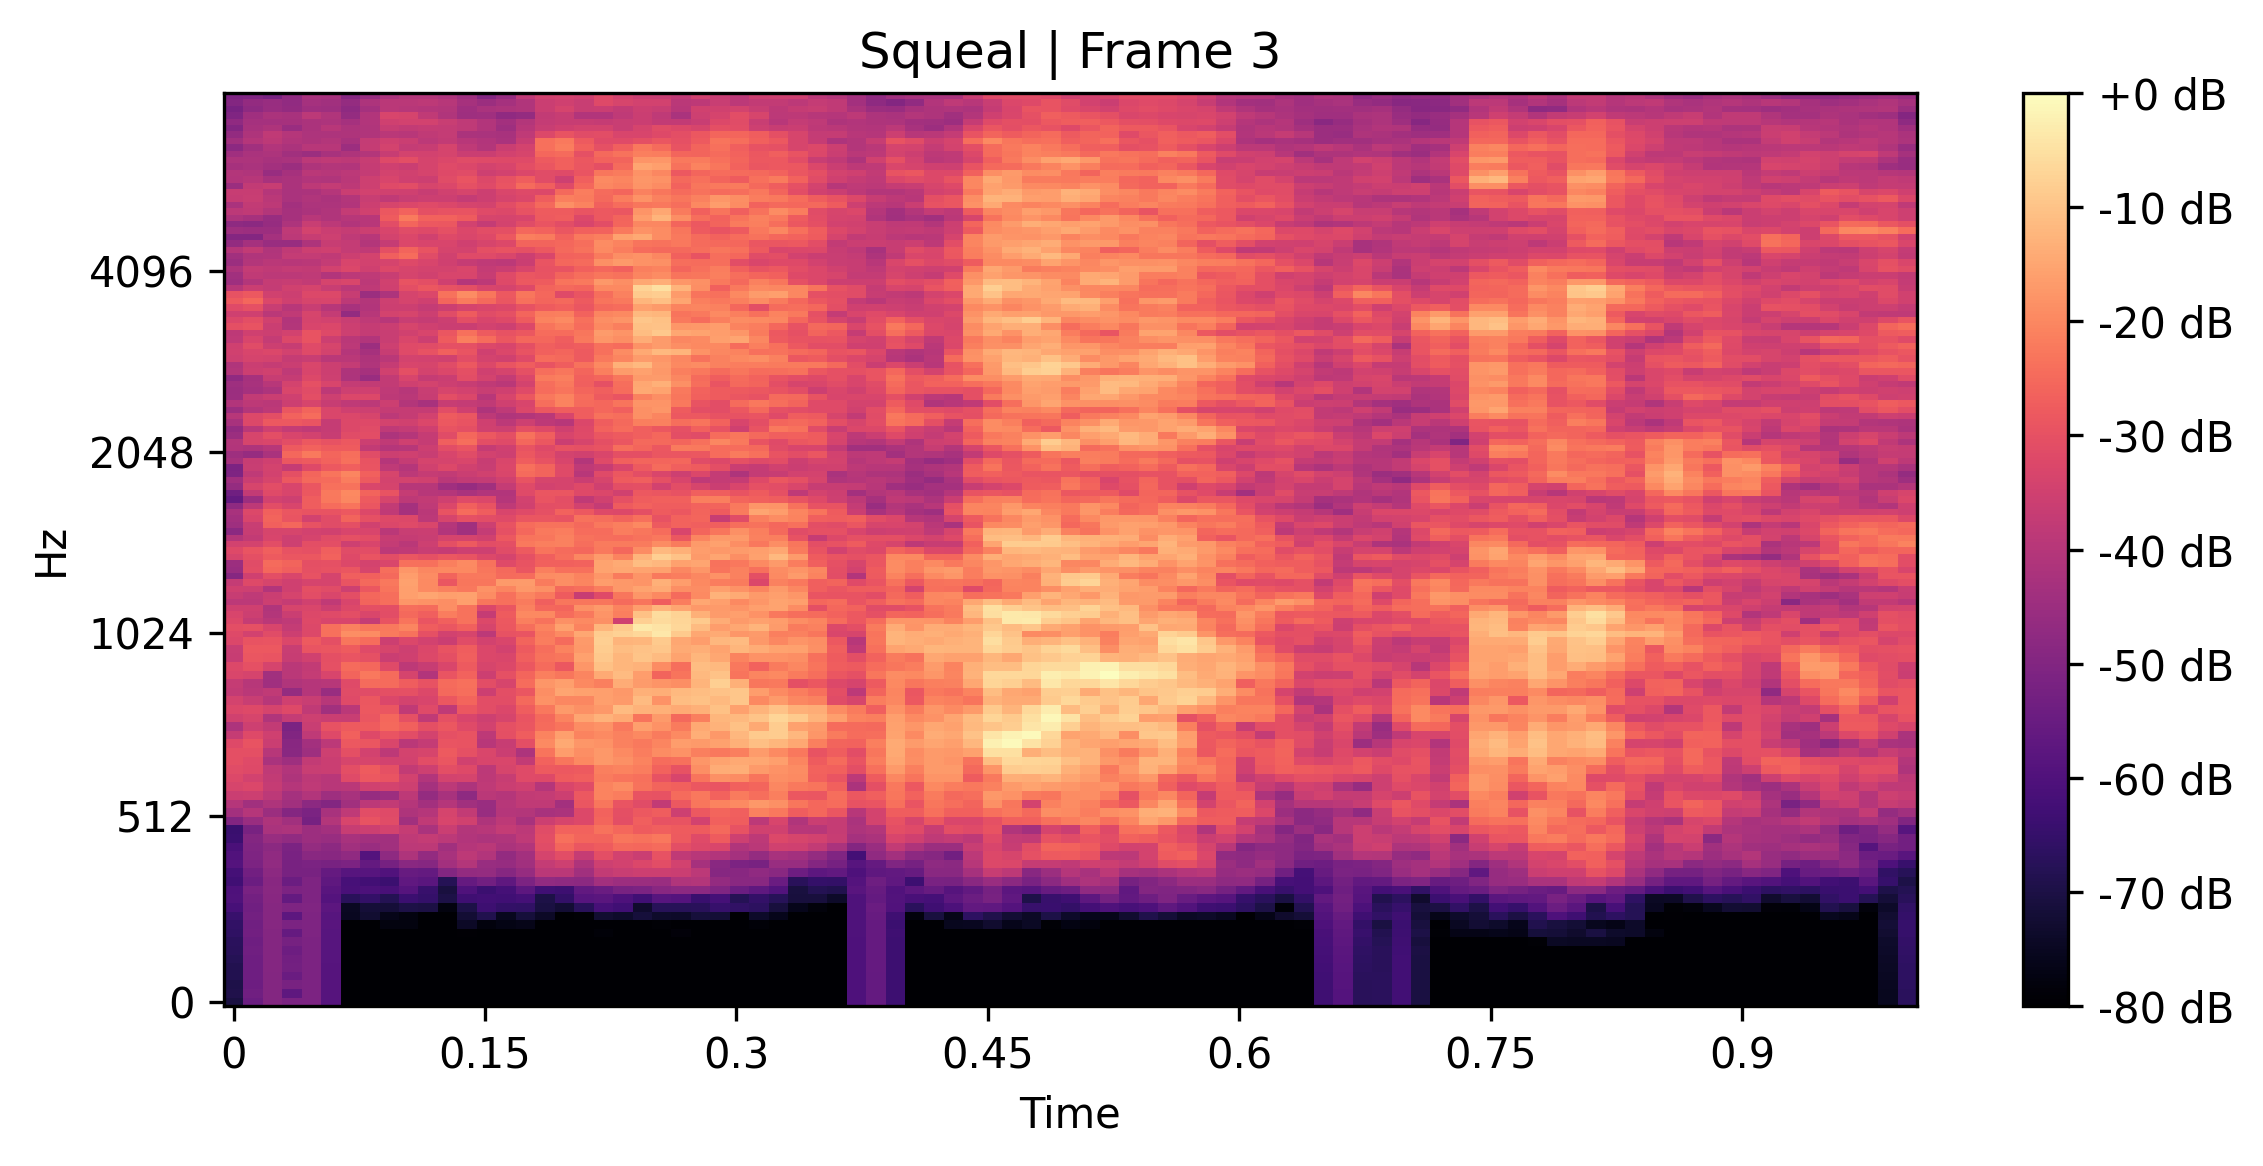 Squeal | Frame 3
Hz
4096
2048
1024
512
0
0 0.15 0.3 0.45 0.6 0.75 0.9
Time
+0 dB
-10 dB
-20 dB
-30 dB
-40 dB
-50 dB
-60 dB
-70 dB
-80 dB